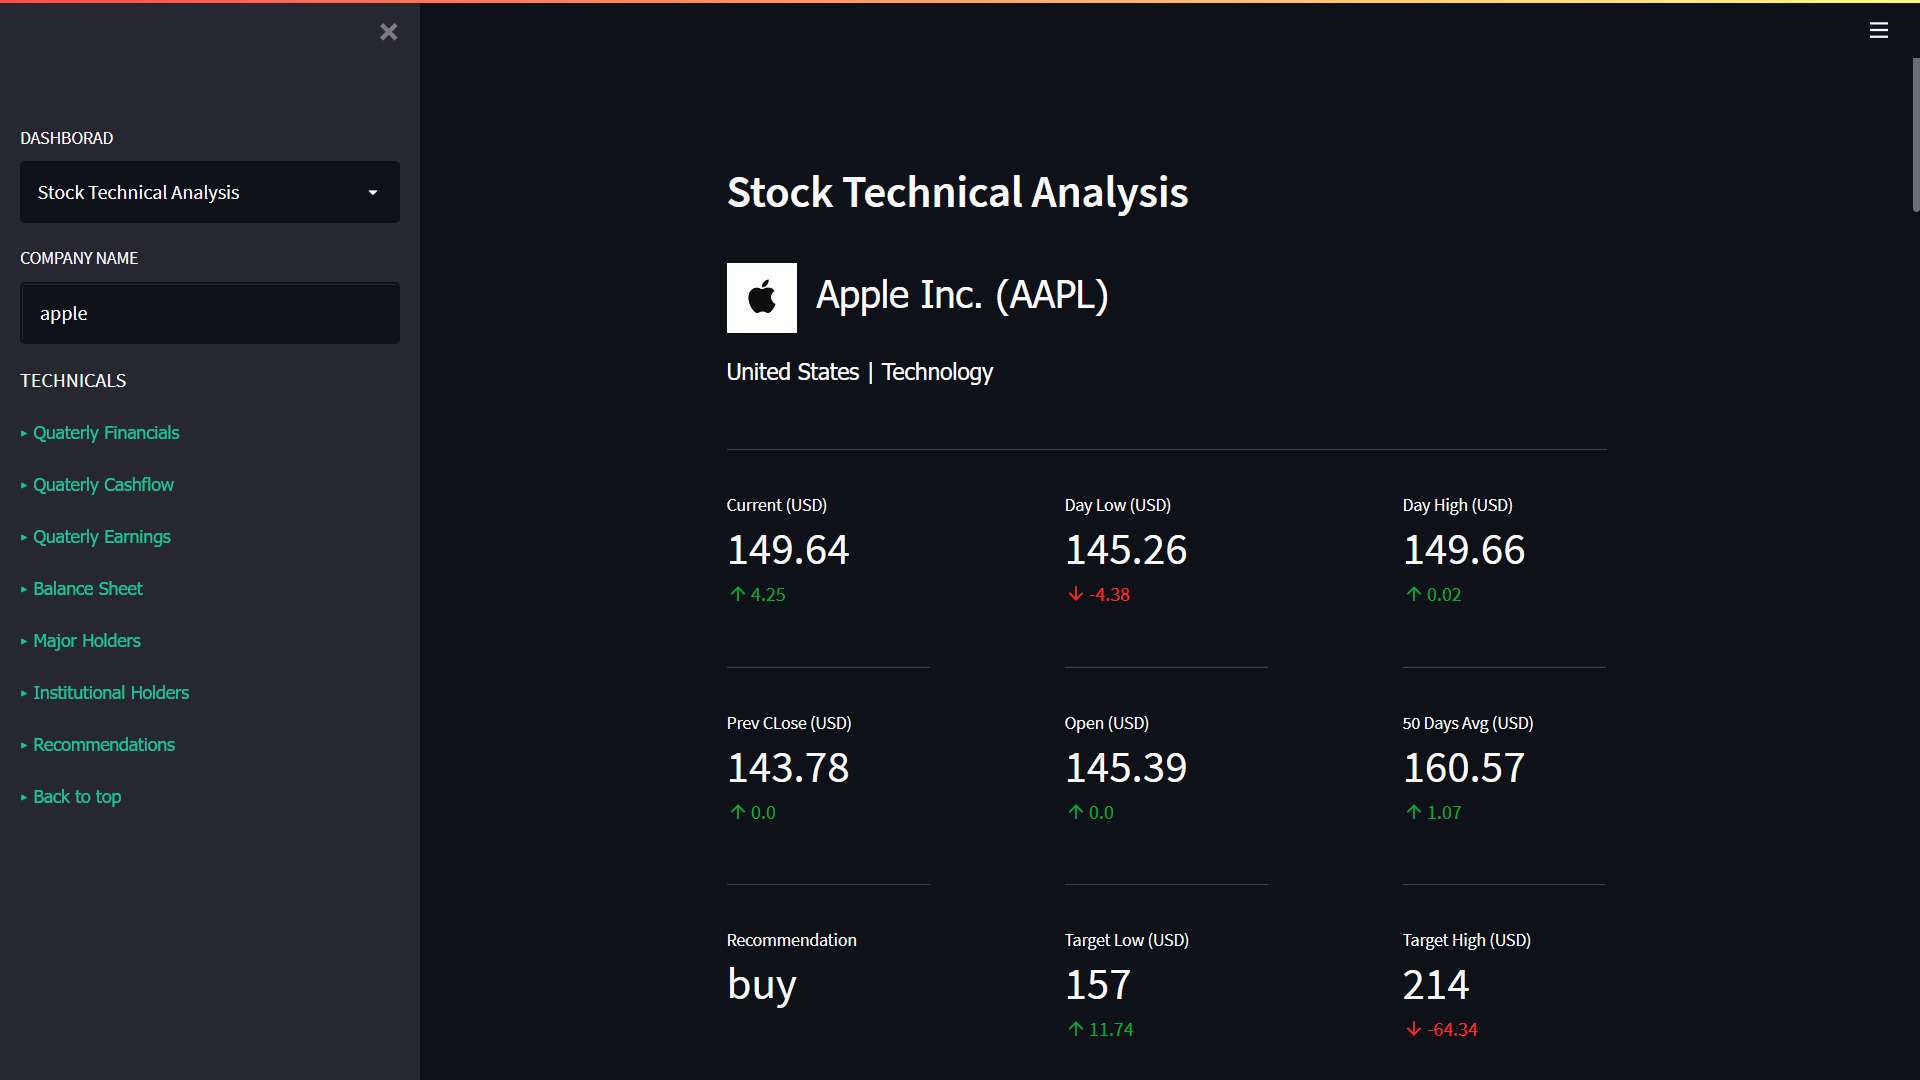 DASHBORAD
Stock Technical Analysis
COMPANY NAME
apple
TECHNICALS
Quaterly Financials
Quaterly Cashflow
Quaterly Earnings
Balance Sheet
Major Holders
Institutional Holders
Recommendations
Back to top
Stock Technical Analysis
Apple Inc. (AAPL)
United States | Technology
Current (USD) Day Low (USD) Day High (USD)
149.64 145.26 149.66
↑ 4.25 ↓ -4.38 ↑ 0.02
Prev CLose (USD) Open (USD) 50 Days Avg (USD)
143.78 145.39 160.57
↑ 0.0 ↑ 0.0 ↑ 1.07
Recommendation Target Low (USD) Target High (USD)
buy 157 214
↑ 11.74 ↓ -64.34